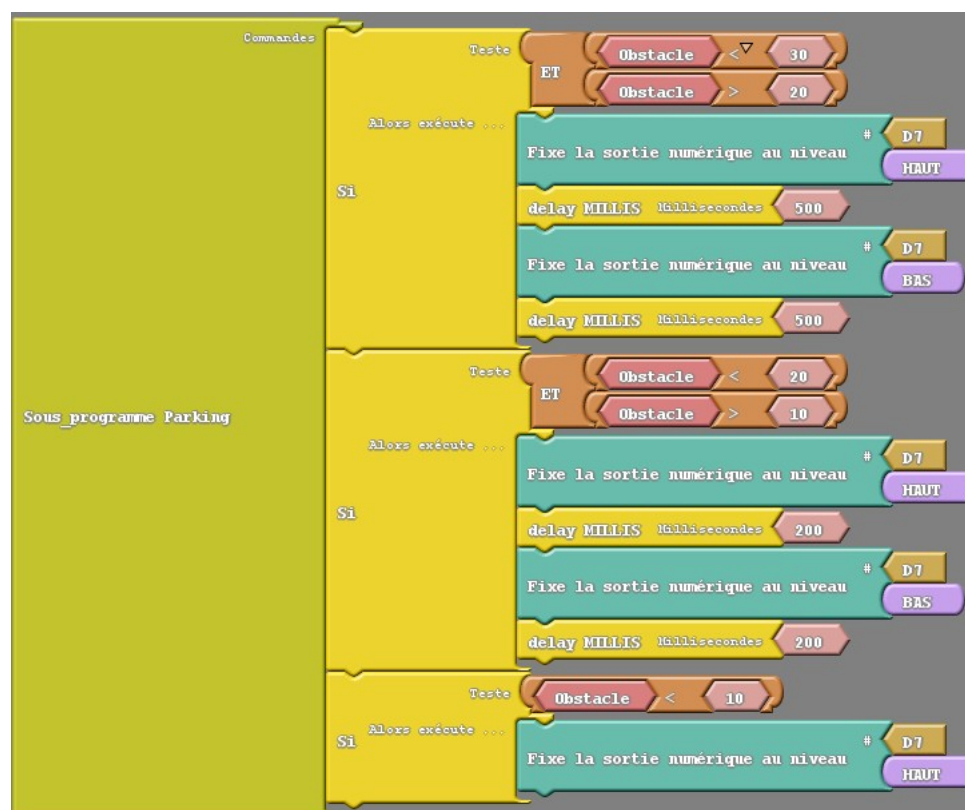 Commandes
Teste
ET
Obstacle < 30
Obstacle > 20
Alors exécute ...
Si
Fixe la sortie numérique au niveau # D7
HAUT
delay MILLIS Millisecondes 500
Fixe la sortie numérique au niveau # D7
BAS
delay MILLIS Millisecondes 500
Sous_programme Parking
Teste
ET
Obstacle < 20
Obstacle > 10
Alors exécute ...
Si
Fixe la sortie numérique au niveau # D7
HAUT
delay MILLIS Millisecondes 200
Fixe la sortie numérique au niveau # D7
BAS
delay MILLIS Millisecondes 200
Teste
Obstacle < 10
Alors exécute ...
Si
Fixe la sortie numérique au niveau # D7
HAUT